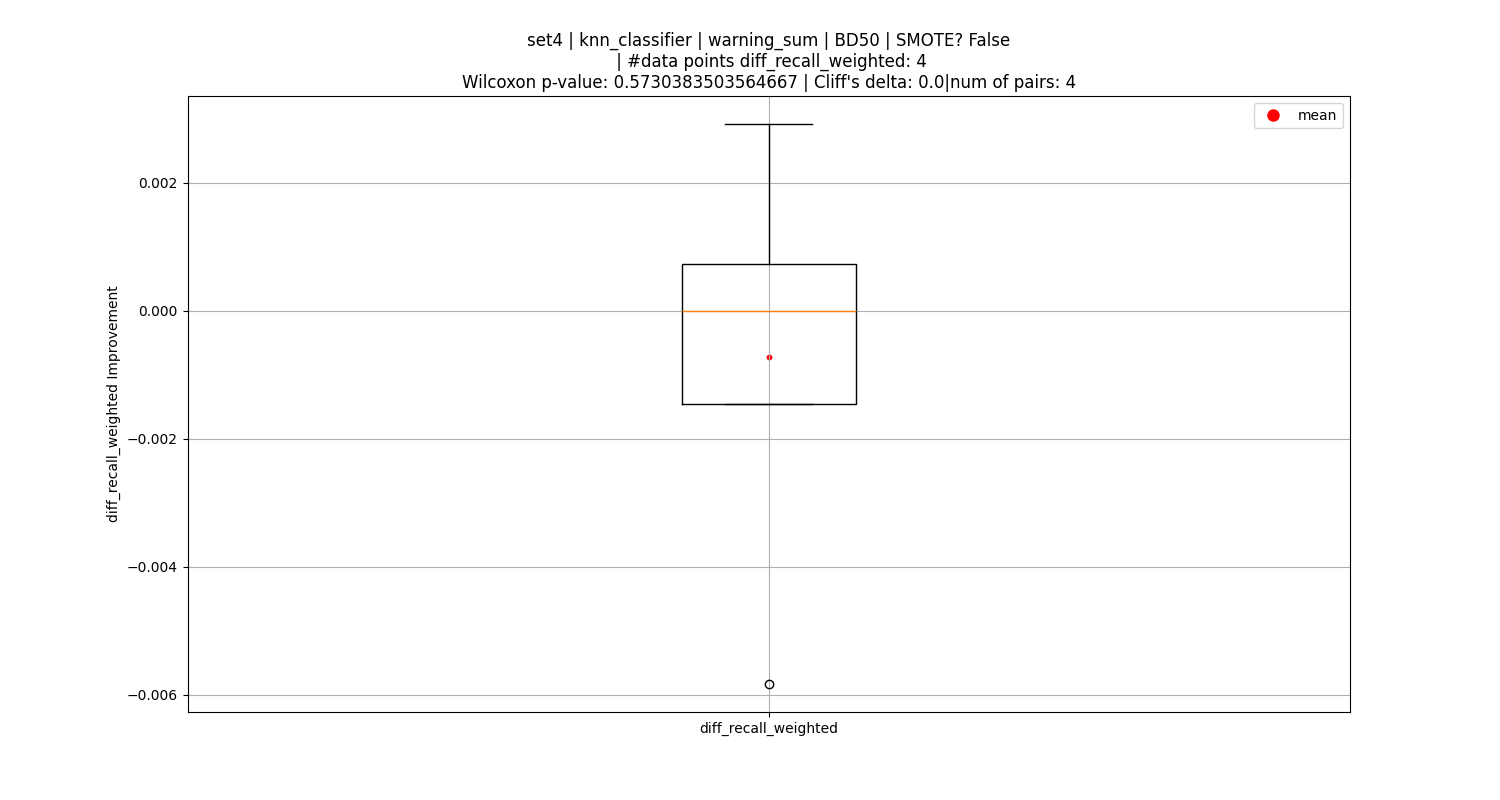 set4 | knn_classifier | warning_sum | BD50 | SMOTE? False
| #data points diff_recall_weighted: 4
Wilcoxon p-value: 0.5730383503564667 | Cliff's delta: 0.0|num of pairs: 4
mean
0.002
0.000
−0.002
−0.004
−0.006
diff_recall_weighted Improvement
diff_recall_weighted